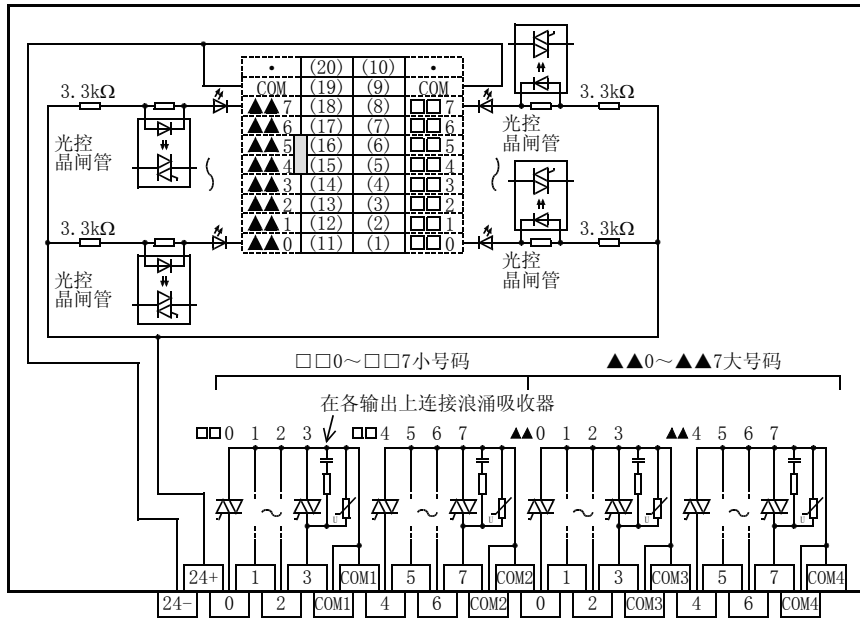 · (20) (10) ·
COM (19) (9) COM
3.3kΩ ▲▲7 (18) (8) □□7 3.3kΩ
▲▲6 (17) (7) □□6
光控
晶闸管
▲▲5 (16) (6) □□5
光控
晶闸管
▲▲4 (15) (5) □□4
▲▲3 (14) (4) □□3
▲▲2 (13) (3) □□2
▲▲1 (12) (2) □□1
3.3kΩ ▲▲0 (11) (1) □□0 3.3kΩ
光控
晶闸管
光控
晶闸管
□□0～□□7小号码 ▲▲0～▲▲7大号码
在各输出上连接浪涌吸收器
□□0 1 2 3 □□4 5 6 7 ▲▲0 1 2 3 ▲▲4 5 6 7
～ ～ ～ ～
U U U U
24+ 1 3 COM1 5 7 COM2 1 3 COM3 5 7 COM4
24- 0 2 COM1 4 6 COM2 0 2 COM3 4 6 COM4